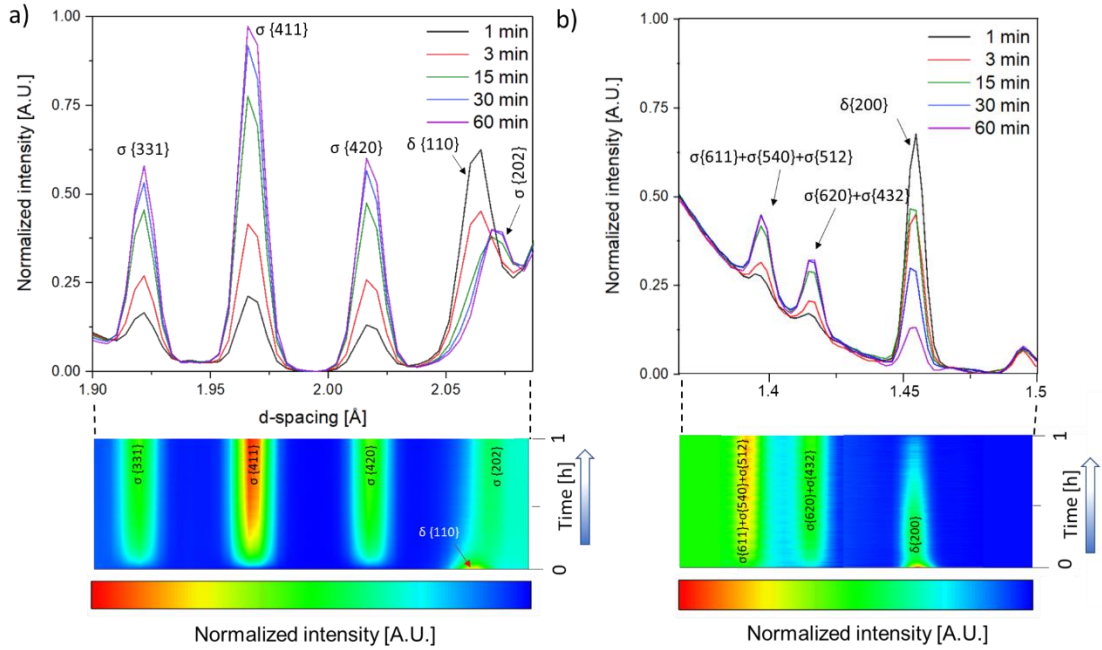 a)
Normalized intensity [A.U.]
1.00
0.75
0.50
0.25
0.00
σ {331}
σ {411}
σ {420}
δ {110}
σ {202}
1 min
3 min
15 min
30 min
60 min
1.90
1.95
2.00
2.05
d-spacing [Å]
σ {331}
σ {411}
σ {420}
σ {202}
δ {110}
1
0
Time [h]
Normalized intensity [A.U.]
b)
Normalized intensity [A.U.]
1.00
0.75
0.50
0.25
0.00
σ{611}+σ{540}+σ{512}
σ{620}+σ{432}
δ{200}
1 min
3 min
15 min
30 min
60 min
1.4
1.45
1.5
σ{611}+σ{540}+σ{512}
σ{620}+σ{432}
δ{200}
1
0
Time [h]
Normalized intensity [A.U.]